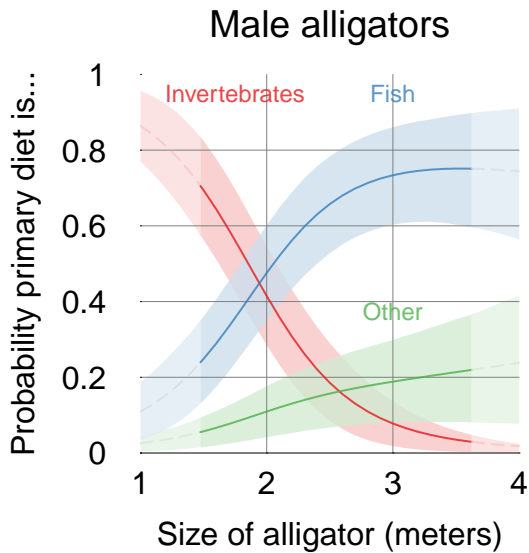 Male alligators
Probability primary diet is...
1
0.8
0.6
0.4
0.2
0
Invertebrates
Fish
Other
1 2 3 4
Size of alligator (meters)